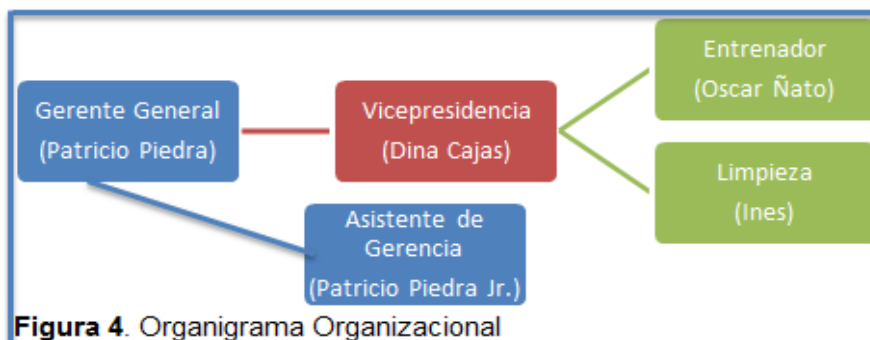 Gerente General
(Patricio Piedra)
Vicepresidencia
(Dina Cajas)
Entrenador
(Oscar Ñato)
Limpieza
(Ines)
Asistente de
Gerencia
(Patricio Piedra Jr.)
Figura 4. Organigrama Organizacional